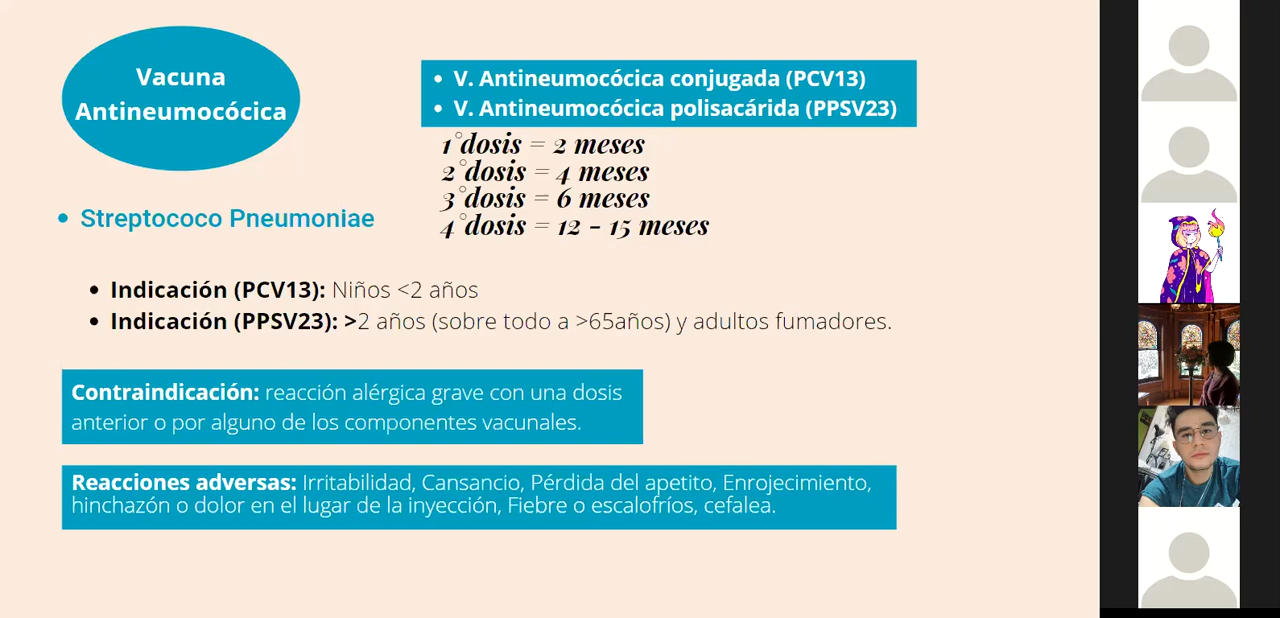 Vacuna
Antineumocócica
• V. Antineumocócica conjugada (PCV13)
• V. Antineumocócica polisacárida (PPSV23)
1°dosis = 2 meses
2°dosis = 4 meses
3°dosis = 6 meses
4°dosis = 12 - 15 meses
• Streptococo Pneumoniae
• Indicación (PCV13): Niños <2 años
• Indicación (PPSV23): >2 años (sobre todo a >65años) y adultos fumadores.
Contraindicación: reacción alérgica grave con una dosis
anterior o por alguno de los componentes vacunales.
Reacciones adversas: Irritabilidad, Cansancio, Pérdida del apetito, Enrojecimiento,
hinchazón o dolor en el lugar de la inyección, Fiebre o escalofríos, cefalea.